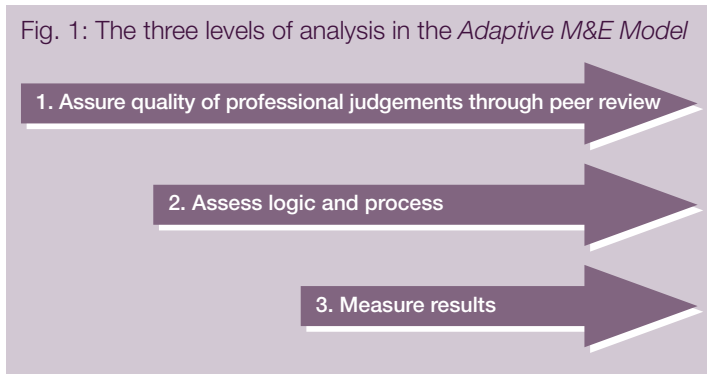 Fig. 1: The three levels of analysis in the Adaptive M&E Model
1. Assure quality of professional judgements through peer review
2. Assess logic and process
3. Measure results